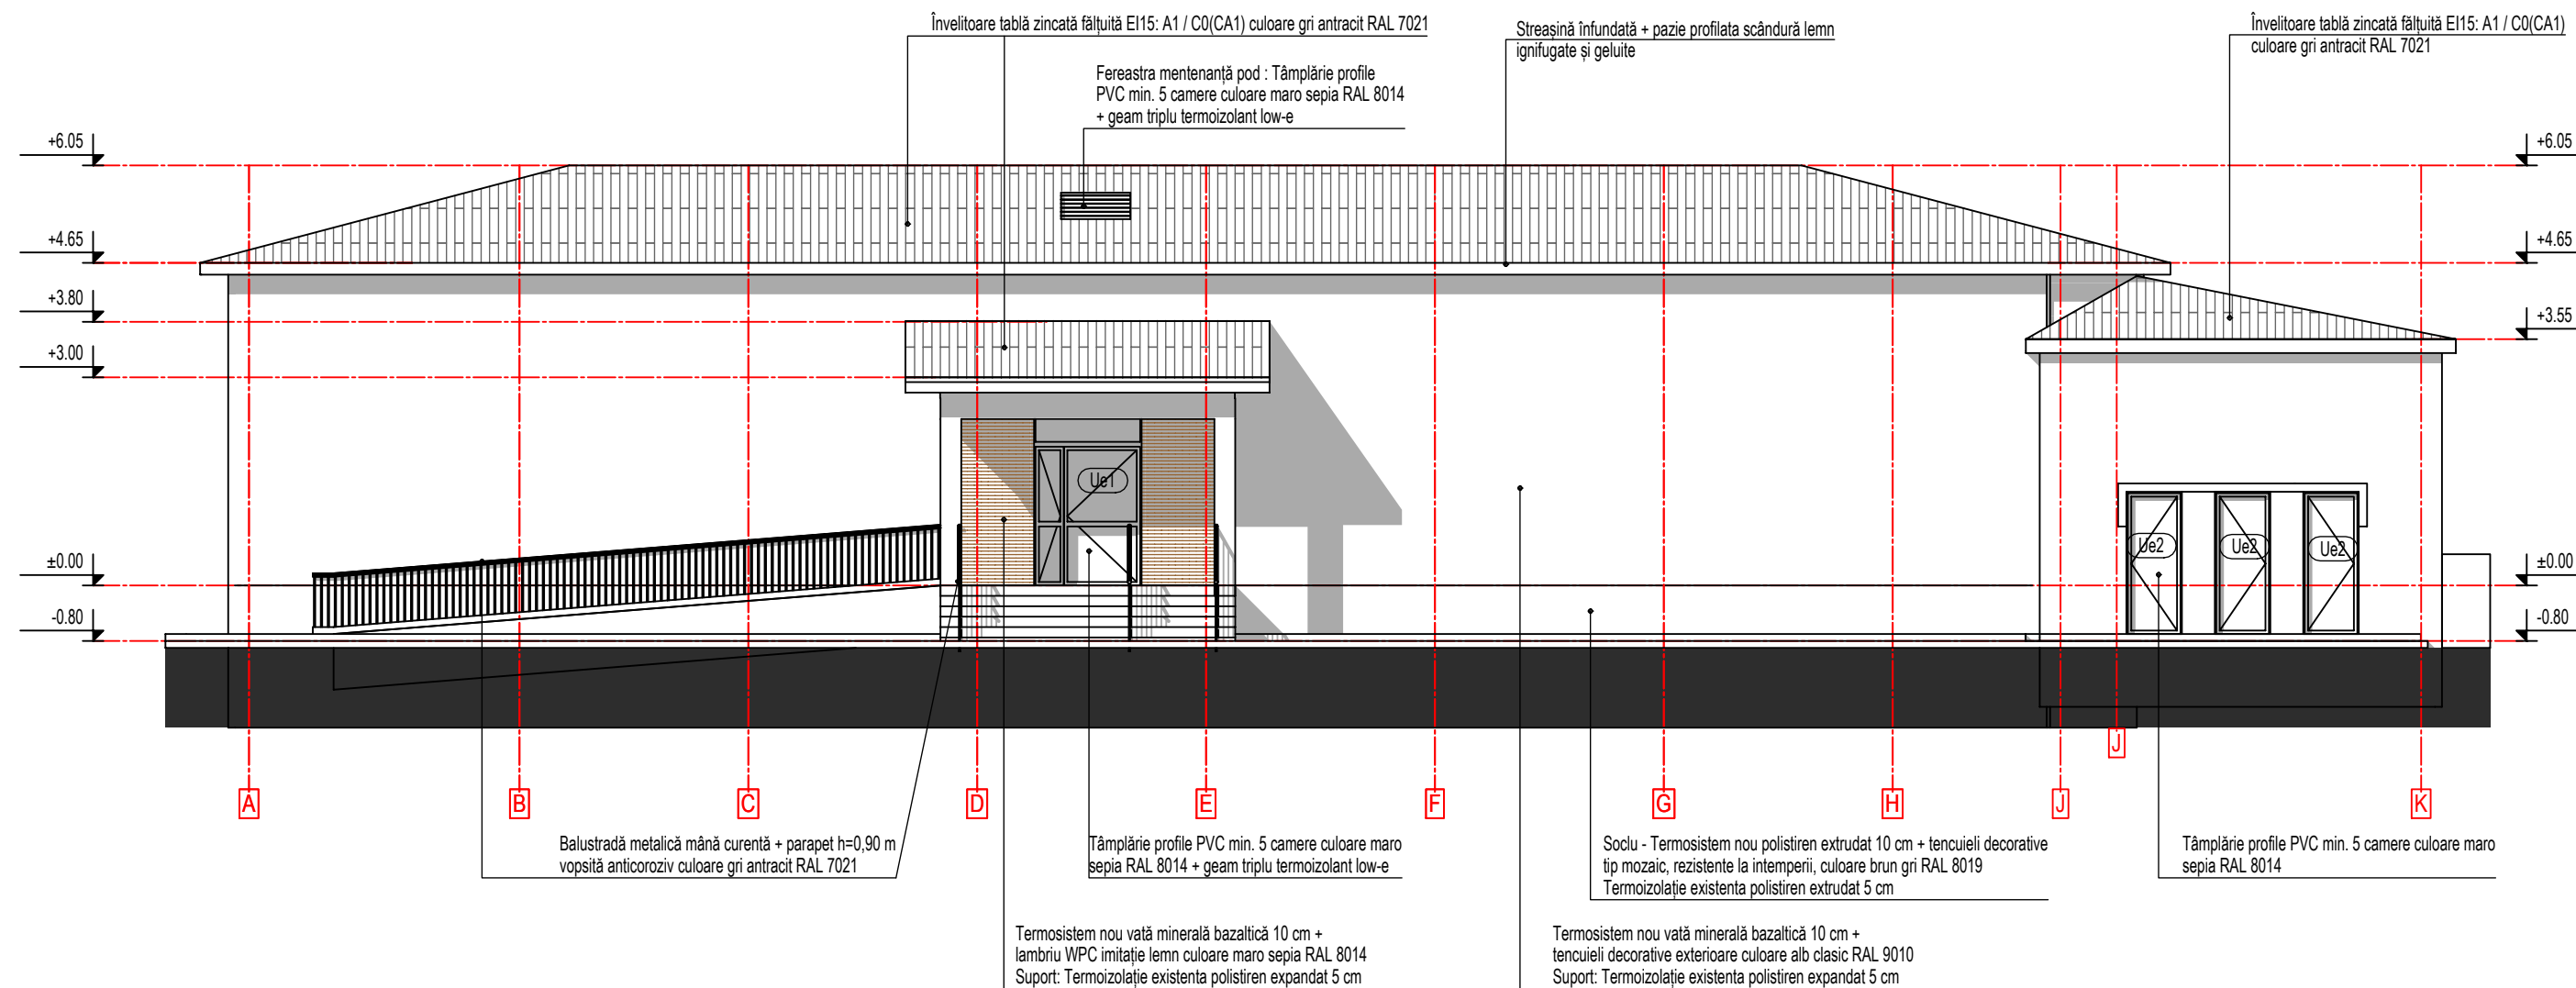 Învelitoare tablă zincată fălțuită EI15: A1 / C0(CA1) culoare gri antracit RAL 7021
Streașină înfundată + pazie profilata scândură lemn
ignifugate și geluite
Învelitoare tablă zincată fălțuită EI15: A1 / C0(CA1)
culoare gri antracit RAL 7021
Fereastra mentenanță pod : Tâmplărie profile
PVC min. 5 camere culoare maro sepia RAL 8014
+ geam triplu termoizolant low-e
+6.05
+6.05
+4.65
+4.65
+3.80
+3.55
+3.00
Ue1
Ue2
Ue2
Ue2
±0.00
±0.00
-0.80
-0.80
J
A
B
C
D
E
F
G
H
J
K
Balustradă metalică mână curentă + parapet h=0,90 m
vopsită anticoroziv culoare gri antracit RAL 7021
Tâmplărie profile PVC min. 5 camere culoare maro
sepia RAL 8014 + geam triplu termoizolant low-e
Soclu - Termosistem nou polistiren extrudat 10 cm + tencuieli decorative
tip mozaic, rezistente la intemperii, culoare brun gri RAL 8019
Termoizolație existenta polistiren extrudat 5 cm
Tâmplărie profile PVC min. 5 camere culoare maro
sepia RAL 8014
Termosistem nou vată minerală bazaltică 10 cm +
lambriu WPC imitație lemn culoare maro sepia RAL 8014
Suport: Termoizolație existenta polistiren expandat 5 cm
Termosistem nou vată minerală bazaltică 10 cm +
tencuieli decorative exterioare culoare alb clasic RAL 9010
Suport: Termoizolație existenta polistiren expandat 5 cm